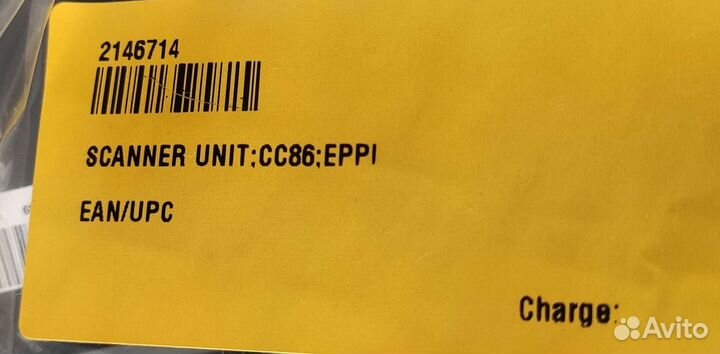 2146714
SCANNER UNIT;CC86;EPPI
EAN/UPC
Charge:
Avito